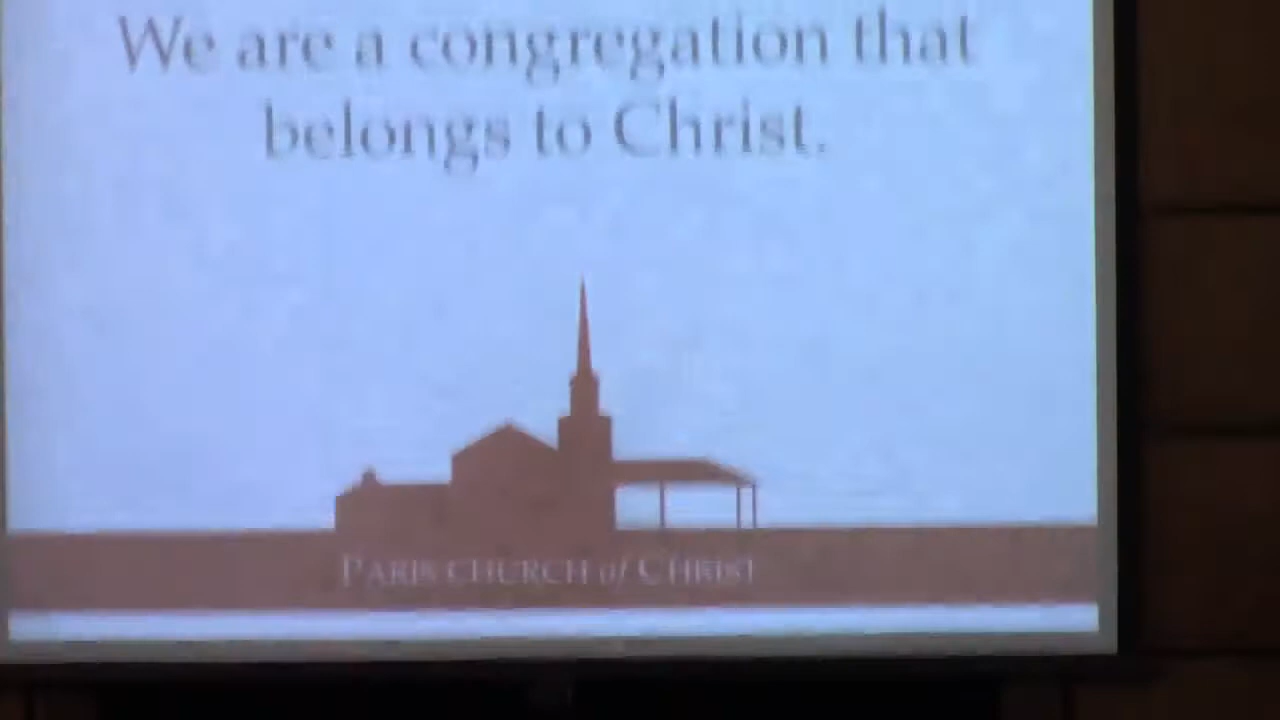 We are a congregation that
belongs to Christ.
PARIS CHURCH of CHRIST